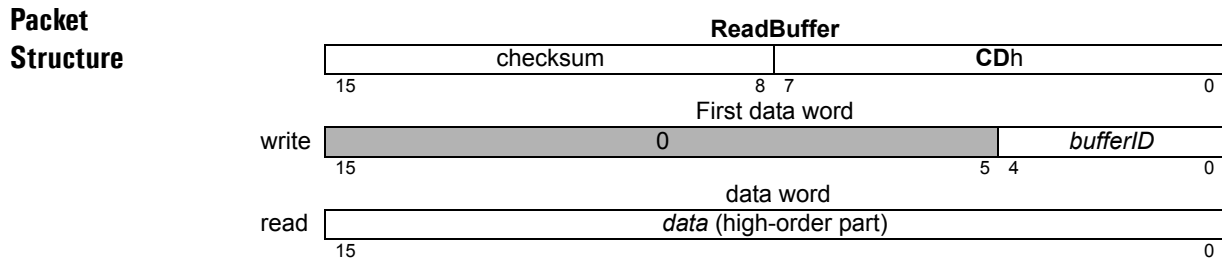 Packet
Structure
ReadBuffer
checksum CDh
15 8 7 0
First data word
write 0 bufferID
15 5 4 0
data word
read data (high-order part)
15 0